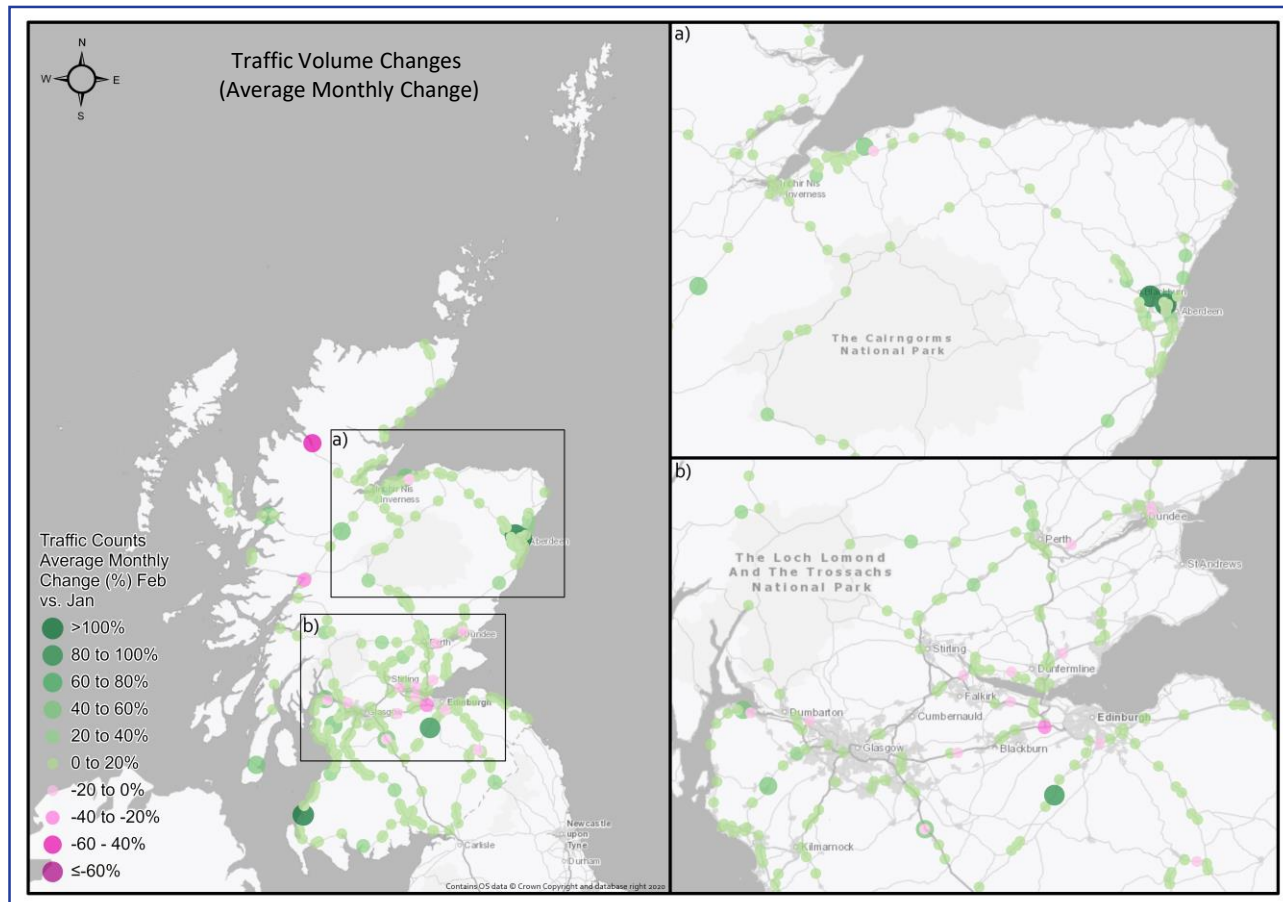 N
W
E
S
Traffic Volume Changes
(Average Monthly Change)
a)
Inverness
Aberdeen
b)
Perth
Dundee
Stirling
Glasgow
Edinburgh
Carlisle
Newcastle
upon
Tyne
Durham
Traffic Counts
Average Monthly
Change (%) Feb
vs. Jan
>100%
80 to 100%
60 to 80%
40 to 60%
20 to 40%
0 to 20%
-20 to 0%
-40 to -20%
-60 - 40%
≤-60%
Contains OS data © Crown Copyright and database right 2020
a)
Inverness
The Cairngorms
National Park
Aberdeen
b)
The Loch Lomond
And The Trossachs
National Park
Perth
Dundee
St Andrews
Stirling
Dunfermline
Falkirk
Dumbarton
Cumbernauld
Edinburgh
Glasgow
Blackburn
Kilmarnock